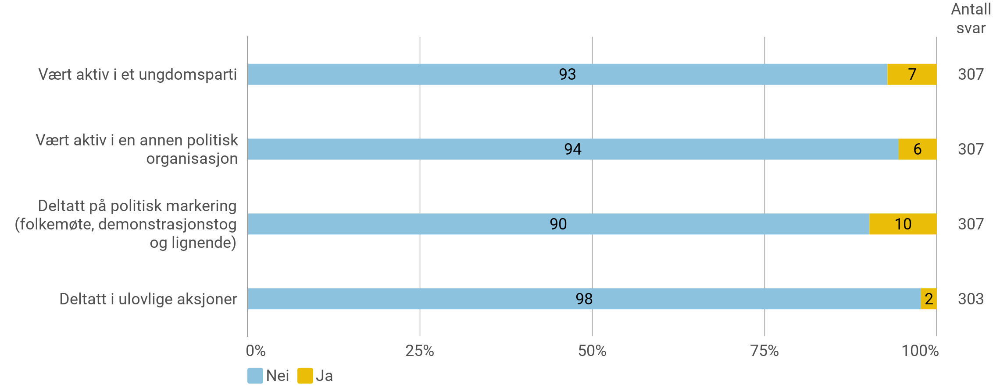 Antall
svar
Vært aktiv i et ungdomsparti
93
7
307
Vært aktiv i en annen politisk
organisasjon
94
6
307
Deltatt på politisk markering
(folkemøte, demonstrasjonstog
og lignende)
90
10
307
Deltatt i ulovlige aksjoner
98
2
303
0% 25% 50% 75% 100%
Nei Ja